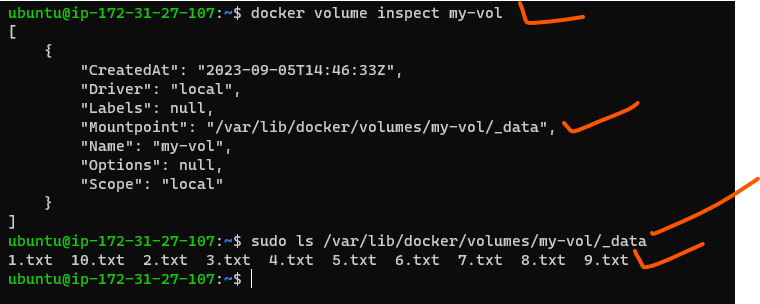 ubuntu@ip-172-31-27-107:~$ docker volume inspect my-vol
[
    {
        "CreatedAt": "2023-09-05T14:46:33Z",
        "Driver": "local",
        "Labels": null,
        "Mountpoint": "/var/lib/docker/volumes/my-vol/_data",
        "Name": "my-vol",
        "Options": null,
        "Scope": "local"
    }
]
ubuntu@ip-172-31-27-107:~$ sudo ls /var/lib/docker/volumes/my-vol/_data
1.txt  10.txt  2.txt  3.txt  4.txt  5.txt  6.txt  7.txt  8.txt  9.txt
ubuntu@ip-172-31-27-107:~$